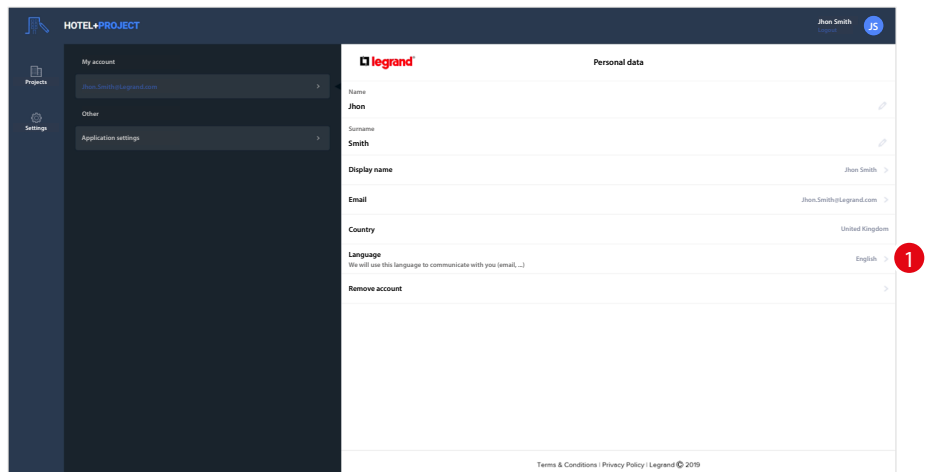 HOTEL+PROJECT
Jhon Smith
Logout
JS
Projects
Settings
My account
Jhon.Smith@Legrand.com
Other
Application settings
legrand
Personal data
Name
Jhon
Surname
Smith
Display name
Jhon Smith
Email
Jhon.Smith@Legrand.com
Country
United Kingdom
Language
We will use this language to communicate with you (email, ...)
English
1
Remove account
Terms & Conditions | Privacy Policy | Legrand © 2019